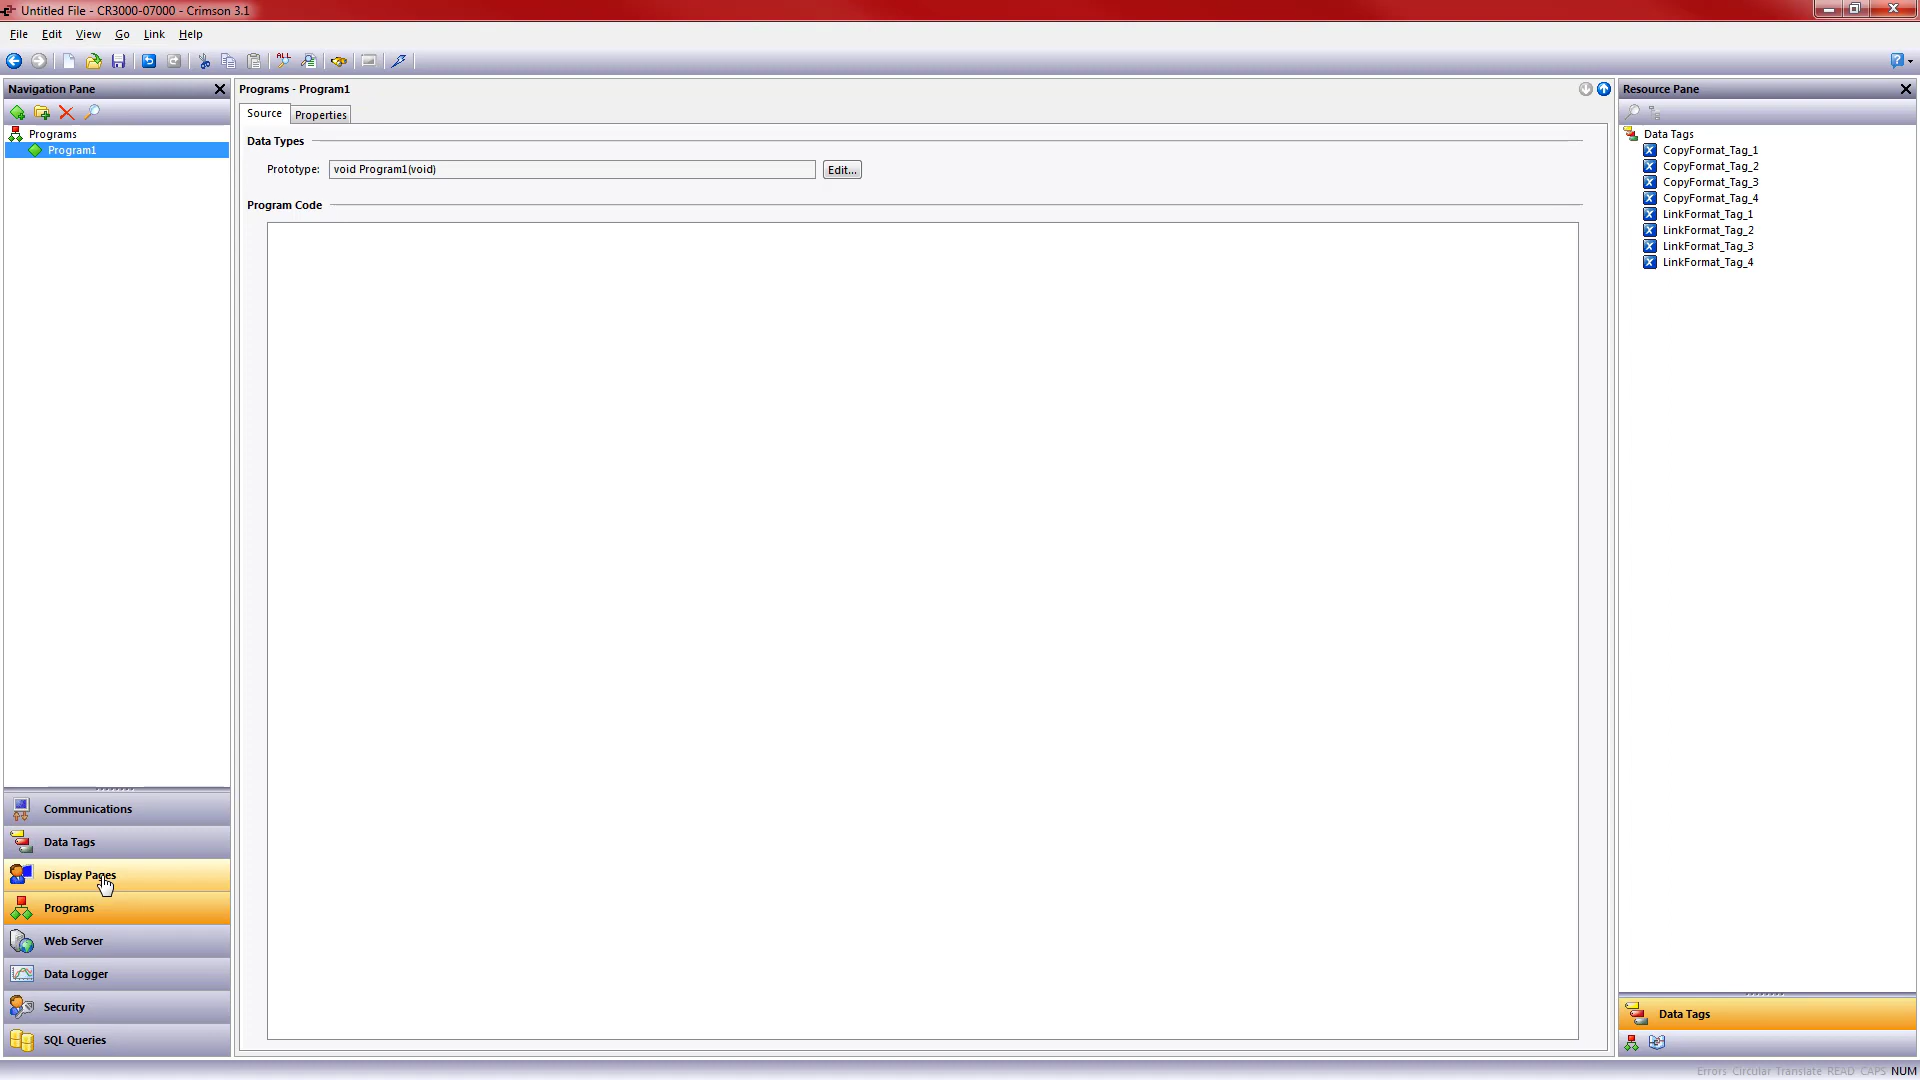 Untitled File - CR3000-07000 - Crimson 3.1
File Edit View Go Link Help
ALL
Navigation Pane
Programs
Program1
Communications
Data Tags
Display Pages
Programs
Web Server
Data Logger
Security
SQL Queries
Programs - Program1
Source Properties
Data Types
Prototype: void Program1(void) Edit...
Program Code
Resource Pane
Data Tags
CopyFormat_Tag_1
CopyFormat_Tag_2
CopyFormat_Tag_3
CopyFormat_Tag_4
LinkFormat_Tag_1
LinkFormat_Tag_2
LinkFormat_Tag_3
LinkFormat_Tag_4
Data Tags
Errors Circular Translate READ CAPS NUM